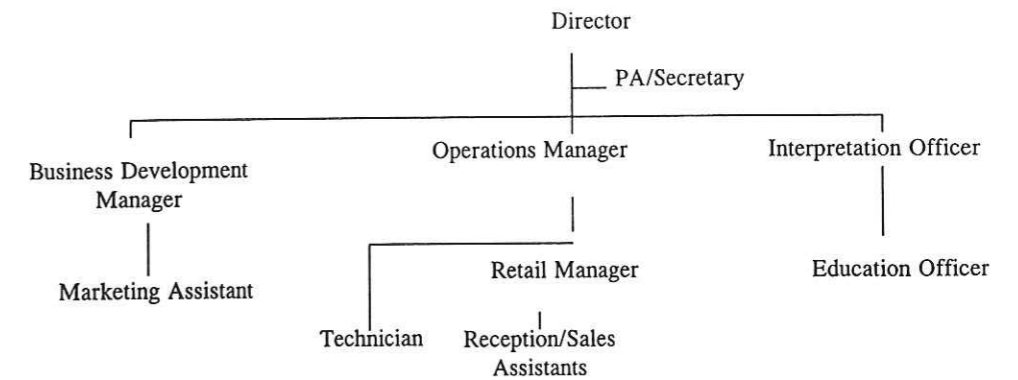 Director
PA/Secretary
Business Development
Manager
Operations Manager
Interpretation Officer
Marketing Assistant
Retail Manager
Education Officer
Technician
Reception/Sales
Assistants